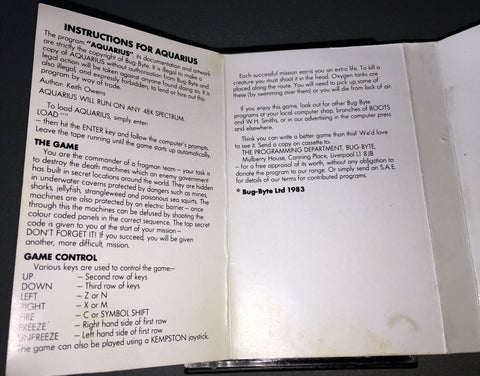 INSTRUCTIONS FOR AQUARIUS
The program "AQUARIUS", its documentation and artwork
are strictly the copyright of Bug-Byte. It is illegal to make a
copy of AQUARIUS without authorisation from Bug-Byte and
legal action will be taken against anyone found doing so. It is
also illegal, and expressly forbidden, to lend or hire out this
program by way of trade.
Author: Keith Owens
AQUARIUS WILL RUN ON ANY 48K SPECTRUM.
To load AQUARIUS, simply enter:
LOAD ""
– then hit the ENTER key and follow the computer's prompts.
Leave the tape running until the game starts up automatically.
THE GAME
You are the commander of a frogman team – your task is
to destroy the death machines which an enemy government
has built in secret locations around the world. They are hidden
in underwater caverns protected by dangers such as mines,
sharks, jellyfish, strangleweed and poisonous sea squirts. The
machines are also protected by an electric barrier – once
through this the machines can be defused by shooting the
colour coded panels in the correct sequence. The top secret
code is given to you at the start of your mission –
DON'T FORGET IT! If you succeed, you will be given
another, more difficult, mission.
GAME CONTROL
Various keys are used to control the game–
UP – Second row of keys
DOWN – Third row of keys
LEFT – Z or N
RIGHT – X or M
FIRE – C or SYMBOL SHIFT
FREEZE – Right hand side of first row
UNFREEZE – Left hand side of first row
The game can also be played using a KEMPSTON joystick.
Each successful mission earns you an extra life. To kill a
creature you must shoot it in the head. Oxygen tanks are
placed along the route. You will need to pick up some of
these (by swimming over them) or you will die from lack of air.
If you enjoy this game, look out for other Bug-Byte
programs at your local computer shop, branches of BOOTS
and W.H. Smiths, or in our advertising in the computer press
and elsewhere.
Think you can write a better game than this? We'd love
to see it. Send a copy on cassette to:
THE PROGRAMMING DEPARTMENT, BUG-BYTE,
Mulberry House, Canning Place, Liverpool L1 8JB
– for a free appraisal of its worth, without any obligation to
donate the program to our range. Or simply send an S.A.E.
for details of our terms for contributed programs.
© Bug-Byte Ltd 1983